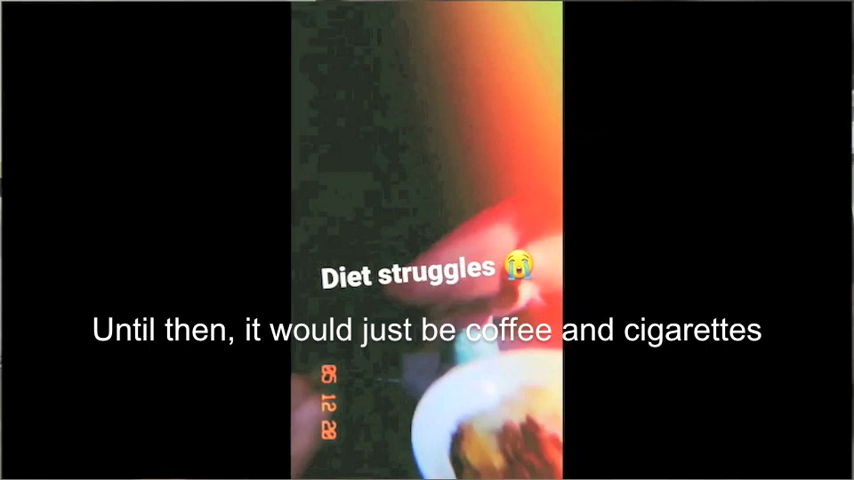 Diet struggles 😭
Until then, it would just be coffee and cigarettes
05 12 20